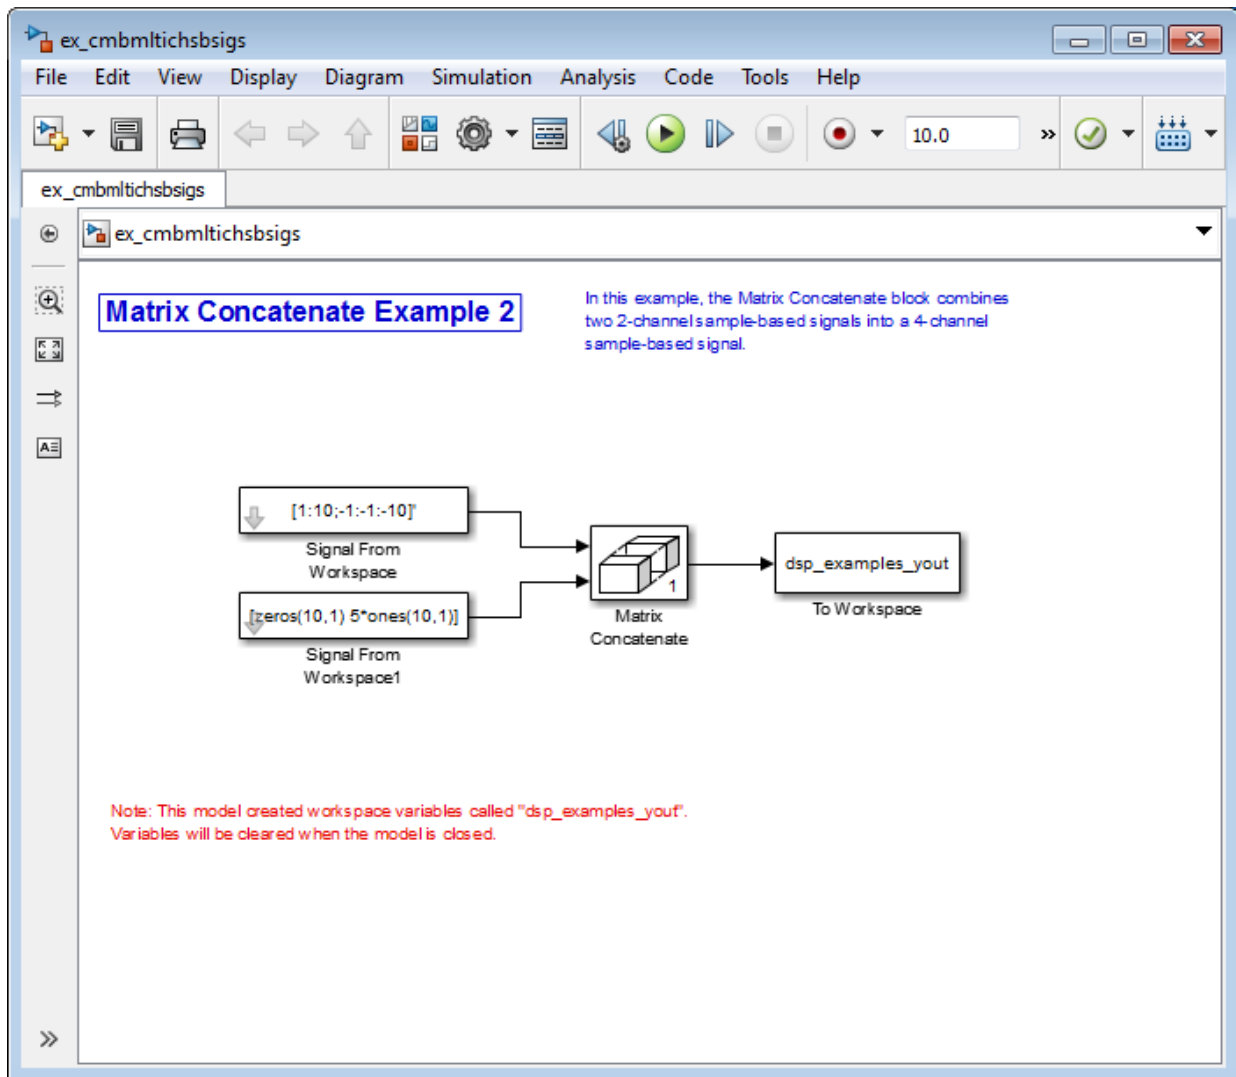 ex_cmbmltichsbsigs
File Edit View Display Diagram Simulation Analysis Code Tools Help
10.0
ex_cmbmltichsbsigs
ex_cmbmltichsbsigs
Matrix Concatenate Example 2
In this example, the Matrix Concatenate block combines
two 2-channel sample-based signals into a 4-channel
sample-based signal.
[1:10;-1:-1:-10]'
Signal From
Workspace
[zeros(10,1) 5*ones(10,1)]
Signal From
Workspace1
1
Matrix
Concatenate
dsp_examples_yout
To Workspace
Note: This model created workspace variables called "dsp_examples_yout".
Variables will be cleared when the model is closed.